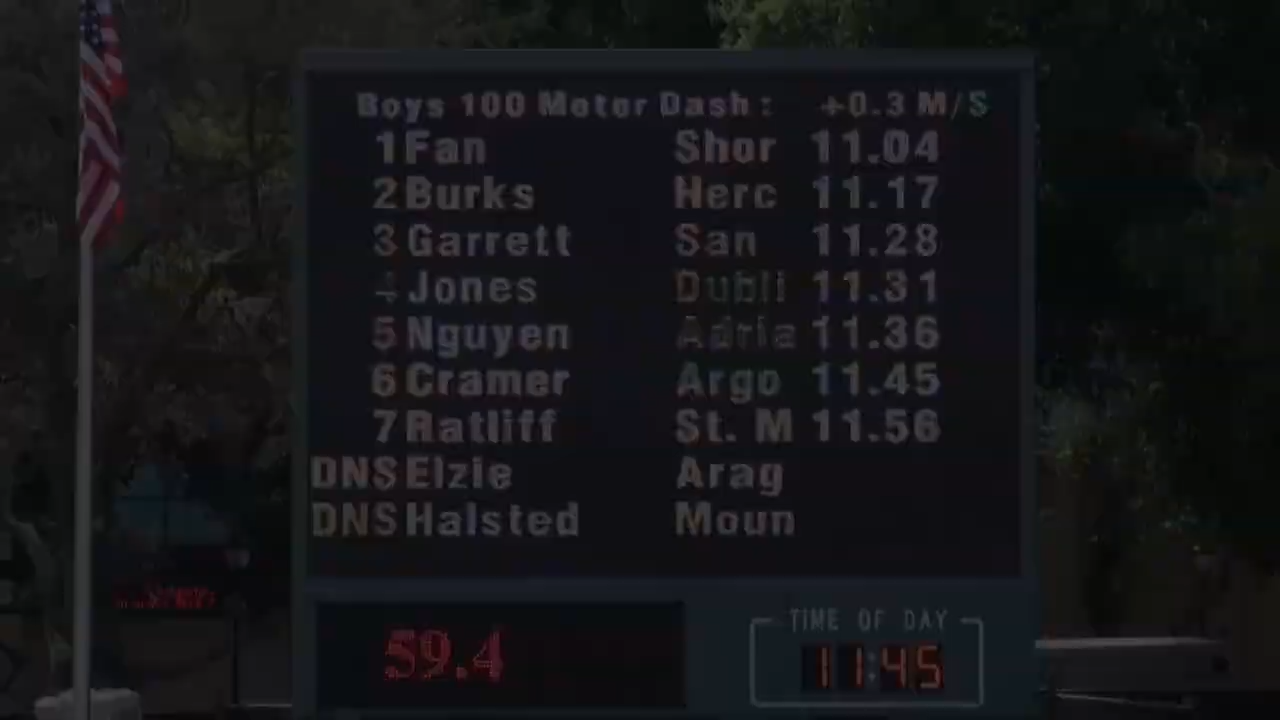 Boys 100 Meter Dash: +0.3 M/S
1 Fan Shor 11.04
2 Burks Herc 11.17
3 Garrett San 11.28
4 Jones Dubli 11.31
5 Nguyen Adria 11.36
6 Cramer Argo 11.45
7 Ratliff St. M 11.56
DNS Elzie Arag
DNS Halsted Moun
59.4
TIME OF DAY
11:45